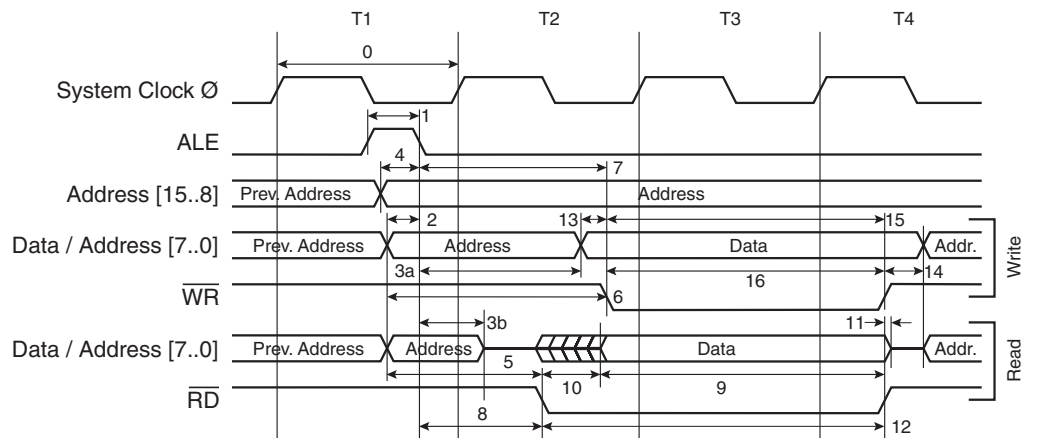 T1 T2 T3 T4
0
System Clock Ø
1
ALE
4 7
Address [15..8] Prev. Address Address
2 13 15
Data / Address [7..0] Prev. Address Address Data Addr.
3a 16 14
WR 6
Write
3b 11
Data / Address [7..0] Prev. Address Address Data Addr.
5 10 9
RD
8 12
Read